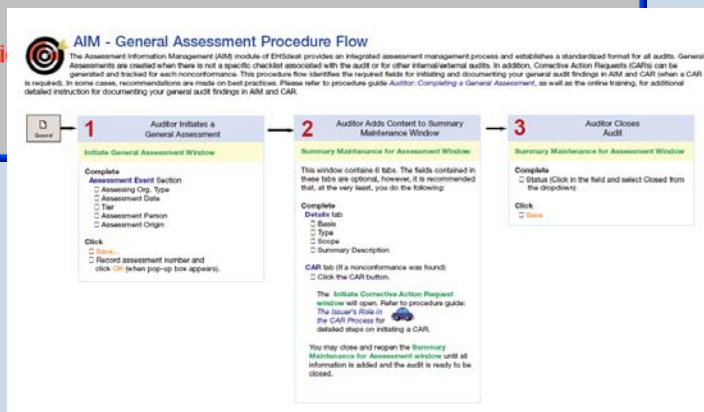 AIM - General Assessment Procedure Flow
The Assessment Information Management (AIM) module of EHSdesk provides an integrated assessment management process and establishes a standardized format for all audits. General
Assessments are created when there is not a specific checklist associated with the audit or for other internal/external audits. In addition, Corrective Action Requests (CARs) can be
generated and tracked for each nonconformance. This procedure flow identifies the required fields for initiating and documenting your general audit findings in AIM and CAR (when a CAR
is required). In some cases, recommendations are made on best practices. Please refer to procedure guide Auditor: Completing a General Assessment, as well as the online training, for additional
detailed instruction for documenting your general audit findings in AIM and CAR.
General
1
Auditor Initiates a
General Assessment
Initiate General Assessment Window
Complete
Assessment Event Section
Assessing Org. Type
Assessment Date
Tier
Assessment Person
Assessment Origin
Click
Save...
Record assessment number and
click OK (when pop-up box appears).
2
Auditor Adds Content to Summary
Maintenance Window
Summary Maintenance for Assessment Window
This window contains 6 tabs. The fields contained in
these tabs are optional, however, it is recommended
that, at the very least, you do the following:
Complete
Details tab
Basis
Type
Scope
Summary Description
CAR tab (if a nonconformance was found)
Click the CAR button.
The Initiate Corrective Action Request
window will open. Refer to procedure guide:
The Issuer's Role in
the CAR Process for
detailed steps on initiating a CAR.
You may close and reopen the Summary
Maintenance for Assessment window until all
information is added and the audit is ready to be
closed.
3
Auditor Closes
Audit
Summary Maintenance for Assessment Window
Complete
Status (Click in the field and select Closed from
the dropdown)
Click
Save